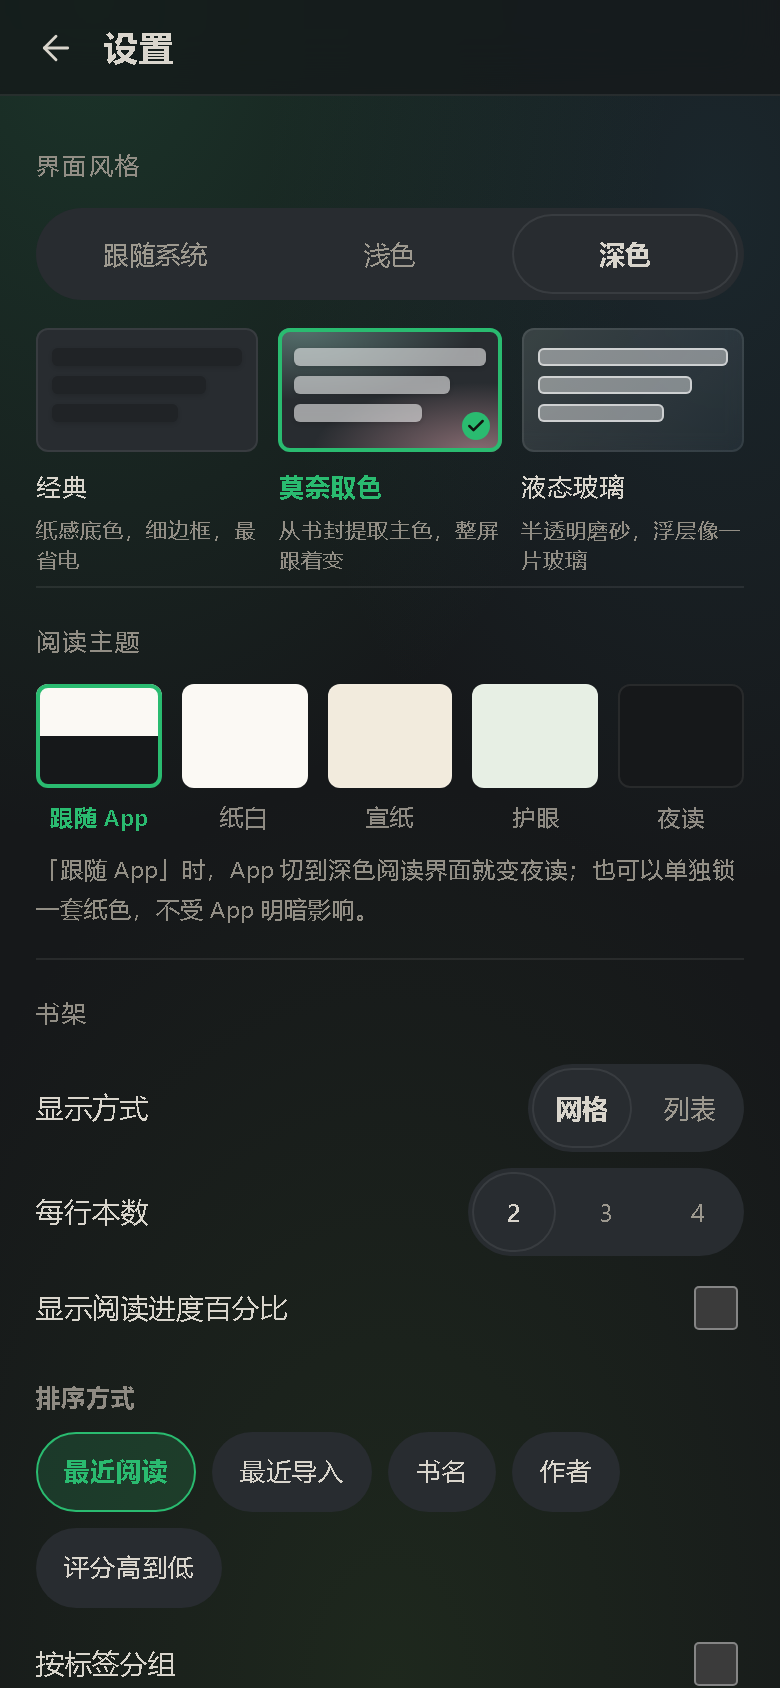 设置
界面风格
跟随系统 浅色 深色
经典 莫奈取色 液态玻璃
纸感底色，细边框，最省电
从书封提取主色，整屏跟着变
半透明磨砂，浮层像一片玻璃
阅读主题
跟随 App 纸白 宣纸 护眼 夜读
「跟随 App」时，App 切到深色阅读界面就变夜读；也可以单独锁
一套纸色，不受 App 明暗影响。
书架
显示方式 网格 列表
每行本数 2 3 4
显示阅读进度百分比
排序方式
最近阅读 最近导入 书名 作者
评分高到低
按标签分组